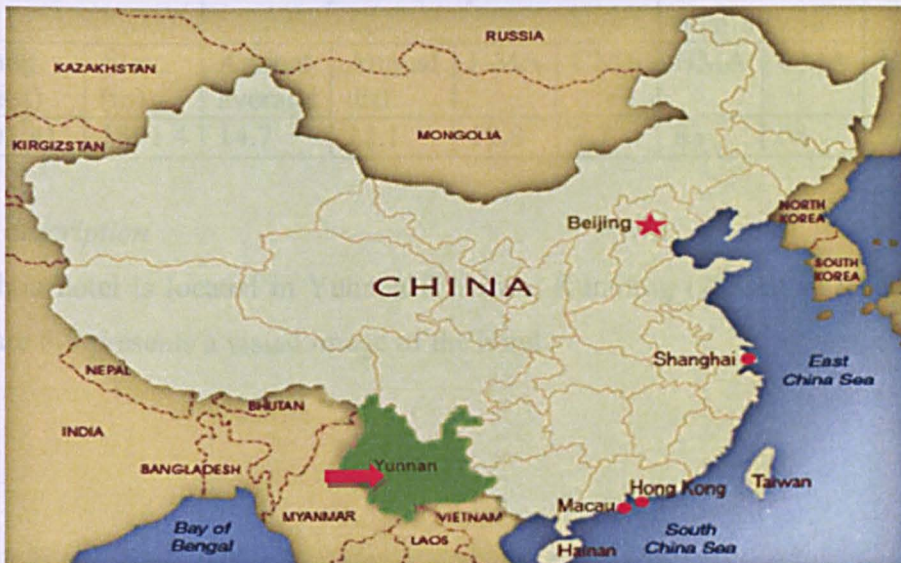 RUSSIA
KAZAKHSTAN
MONGOLIA
KIRGIZSTAN
NORTH
KOREA
Beijing
SOUTH
KOREA
CHINA
Shanghai
East
China Sea
NEPAL
BHUTAN
INDIA
Yunnan
BANGLADESH
Taiwan
Hong Kong
Macau
MYANMAR
VIETNAM
Bay of
Bengal
LAOS
South
China Sea
Hainan